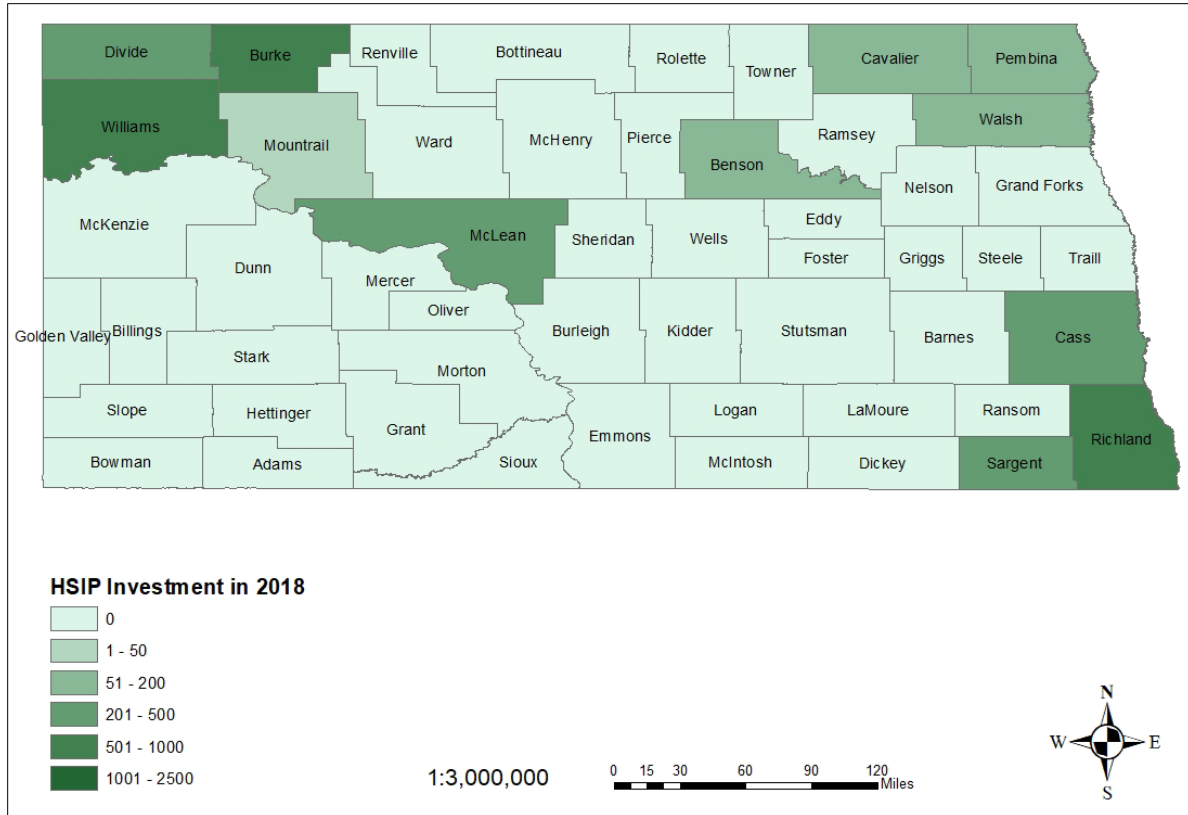 Divide
Burke
Renville
Bottineau
Rolette
Towner
Cavalier
Pembina
Williams
Mountrail
Ward
McHenry
Pierce
Benson
Ramsey
Walsh
Nelson
Grand Forks
McKenzie
Dunn
McLean
Mercer
Oliver
Sheridan
Wells
Eddy
Foster
Griggs
Steele
Traill
Golden Valley
Billings
Stark
Morton
Burleigh
Kidder
Stutsman
Barnes
Cass
Slope
Hettinger
Grant
Emmons
Logan
LaMoure
Ransom
Richland
Bowman
Adams
Sioux
McIntosh
Dickey
Sargent
HSIP Investment in 2018
0
1 - 50
51 - 200
201 - 500
501 - 1000
1001 - 2500
1:3,000,000
0 15 30 60 90 120
Miles
N
W E
S